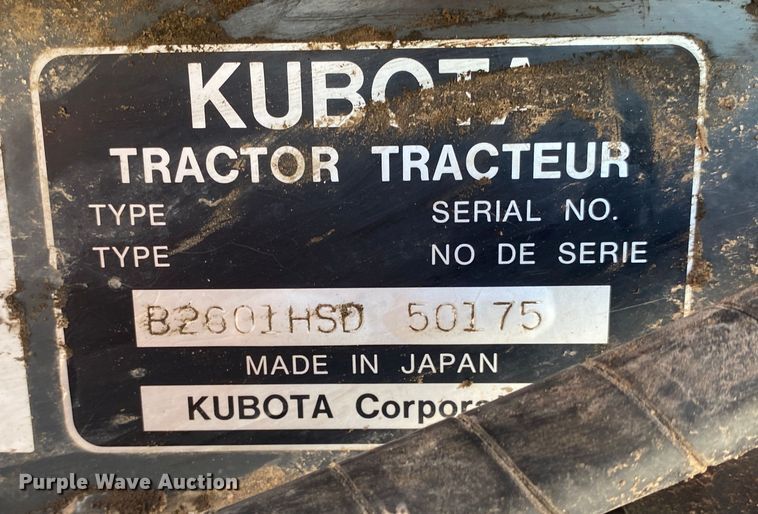 KUBOTA
TRACTOR TRACTEUR
TYPE SERIAL NO.
TYPE NO DE SERIE
B2601HSD 50175
MADE IN JAPAN
KUBOTA
Purple Wave Auction